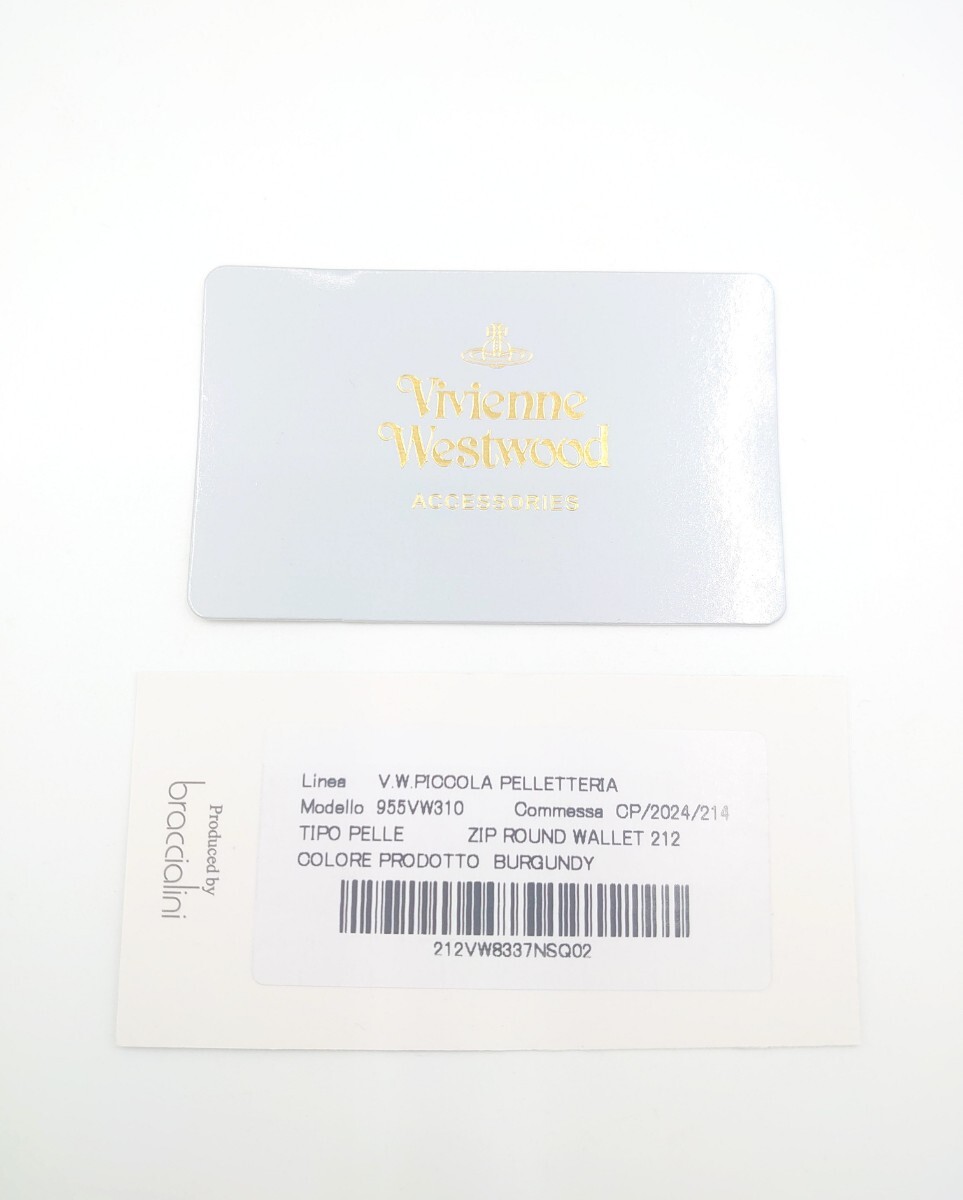 Vivienne
Westwood
ACCESSORIES
Produced by
braccialini
Linea V.W.PICCOLA PELLETTERIA
Modello 955VW310 Commessa CP/2024/214
TIPO PELLE ZIP ROUND WALLET 212
COLORE PRODOTTO BURGUNDY
212VW8337NSQ02